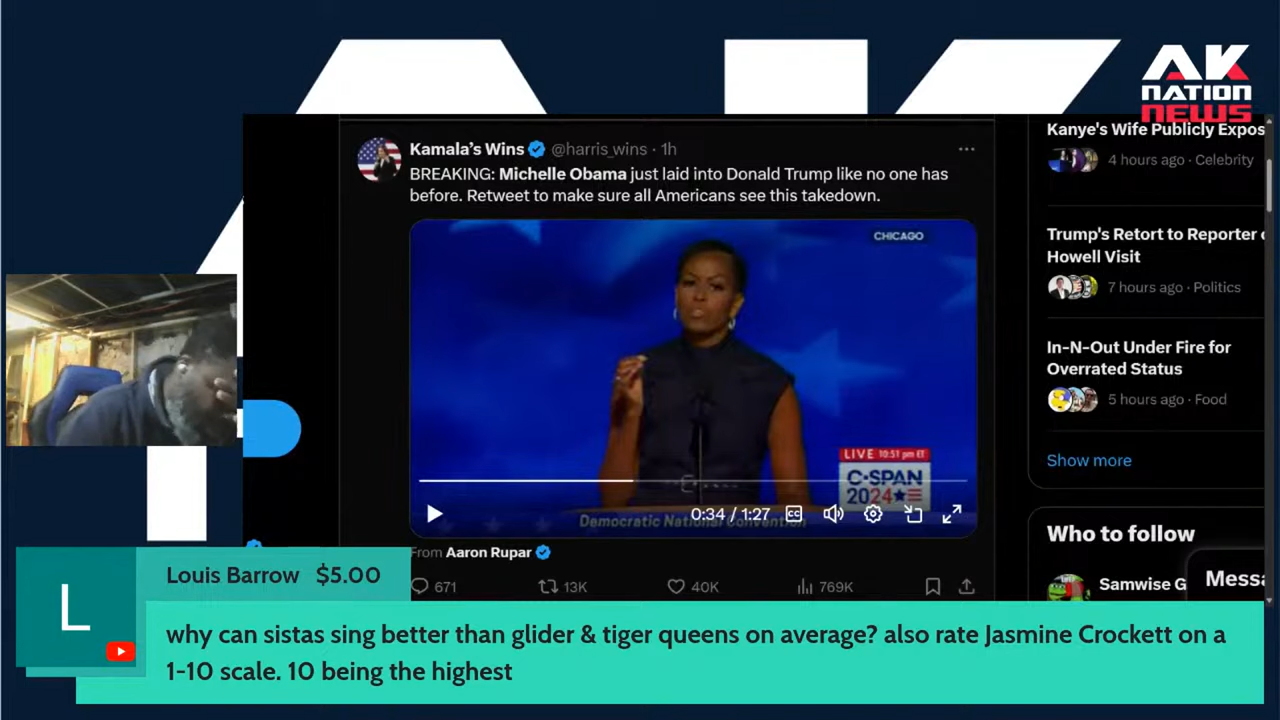 AK
NATION
NEWS
Kamala's Wins @harris_wins · 1h
BREAKING: Michelle Obama just laid into Donald Trump like no one has
before. Retweet to make sure all Americans see this takedown.
CHICAGO
LIVE 10:51 pm ET
C-SPAN
2024
0:34 / 1:27
CC
Democratic National Convention
From Aaron Rupar
671
13K
40K
769K
Kanye's Wife Publicly Expos
4 hours ago · Celebrity
Trump's Retort to Reporter
Howell Visit
7 hours ago · Politics
In-N-Out Under Fire for
Overrated Status
5 hours ago · Food
Show more
Who to follow
Samwise G
Messa
L
Louis Barrow $5.00
why can sistas sing better than glider & tiger queens on average? also rate Jasmine Crockett on a
1-10 scale. 10 being the highest